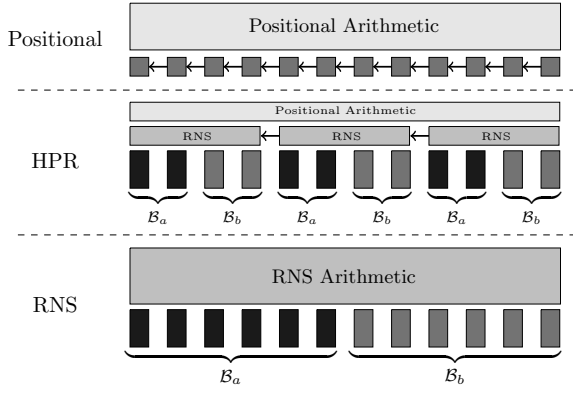 Positional Arithmetic
Positional
Positional Arithmetic
RNS RNS RNS
HPR
ℬa ℬb ℬa ℬb ℬa ℬb
RNS Arithmetic
RNS
ℬa ℬb